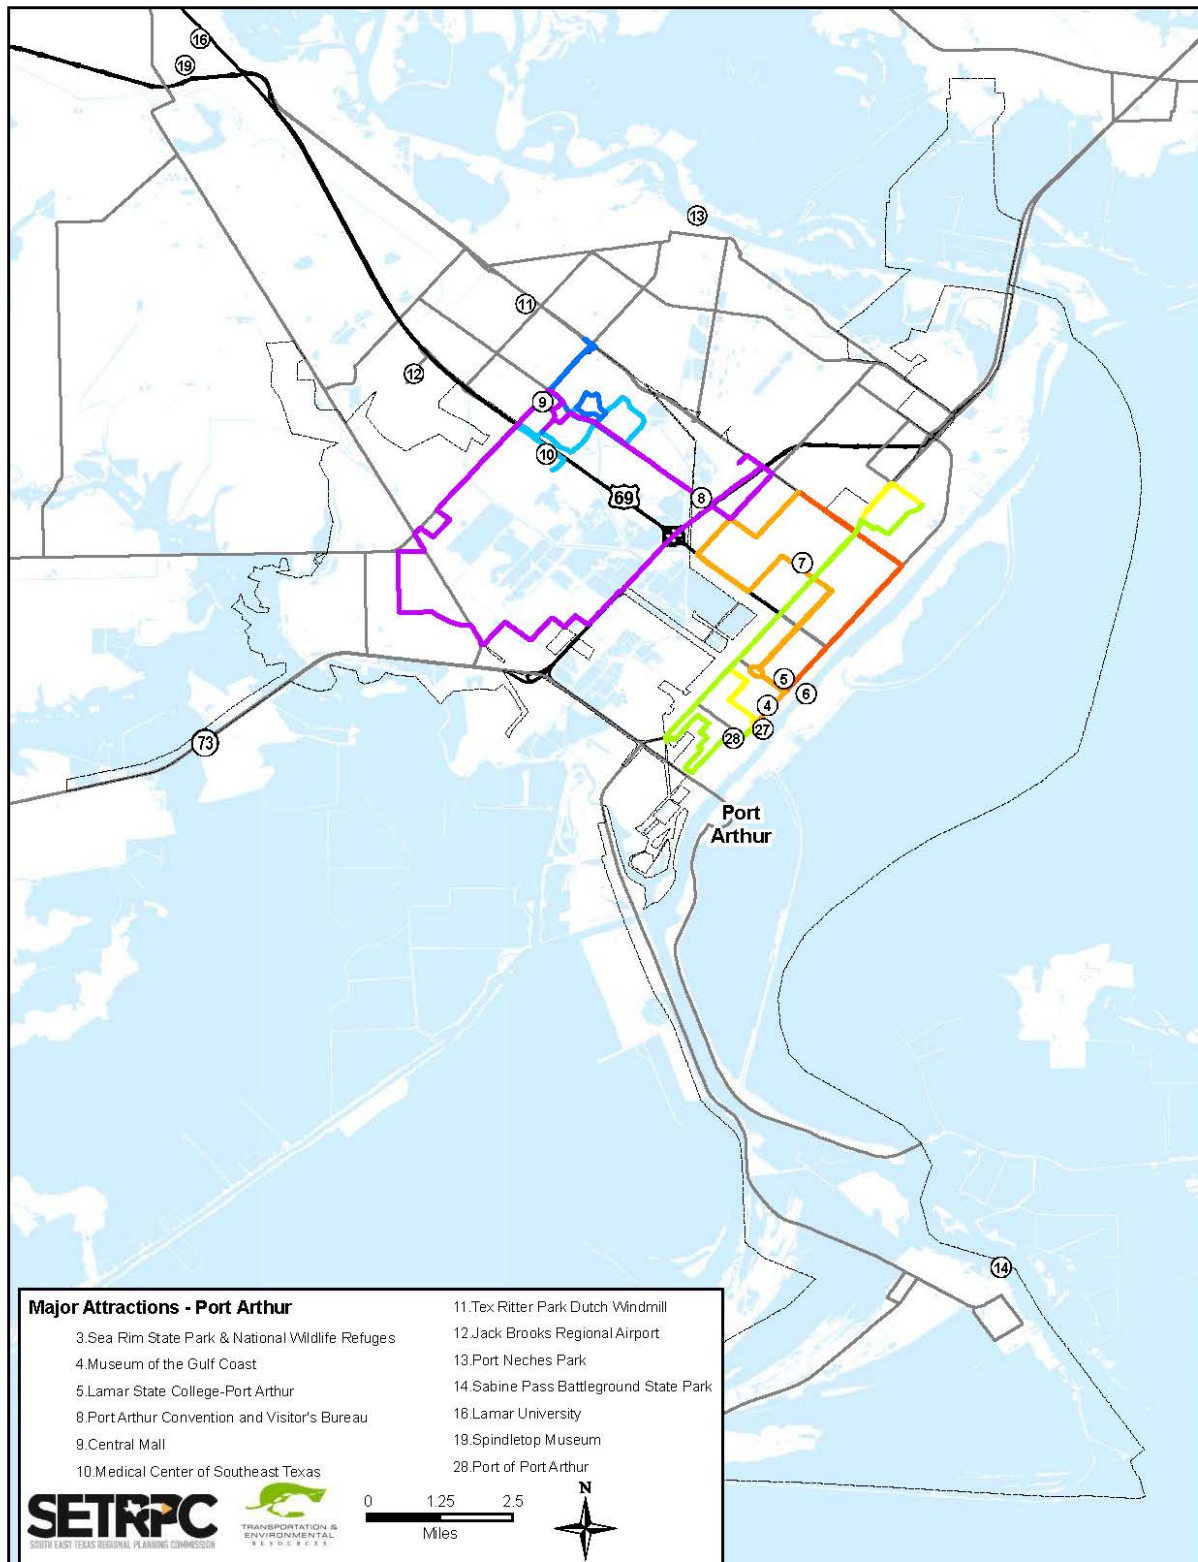 16
19
13
11
12
9
10
69
8
7
5
6
4
27
28
73
Port
Arthur
14
Major Attractions - Port Arthur
3.Sea Rim State Park & National Wildlife Refuges
4.Museum of the Gulf Coast
5.Lamar State College-Port Arthur
8.Port Arthur Convention and Visitor's Bureau
9.Central Mall
10.Medical Center of Southeast Texas
11.Tex Ritter Park Dutch Windmill
12.Jack Brooks Regional Airport
13.Port Neches Park
14.Sabine Pass Battleground State Park
16.Lamar University
19.Spindletop Museum
28.Port of Port Arthur
SETRPC
SOUTH EAST TEXAS REGIONAL PLANNING COMMISSION
TRANSPORTATION &
ENVIRONMENTAL
RESOURCES
0 1.25 2.5
Miles
N